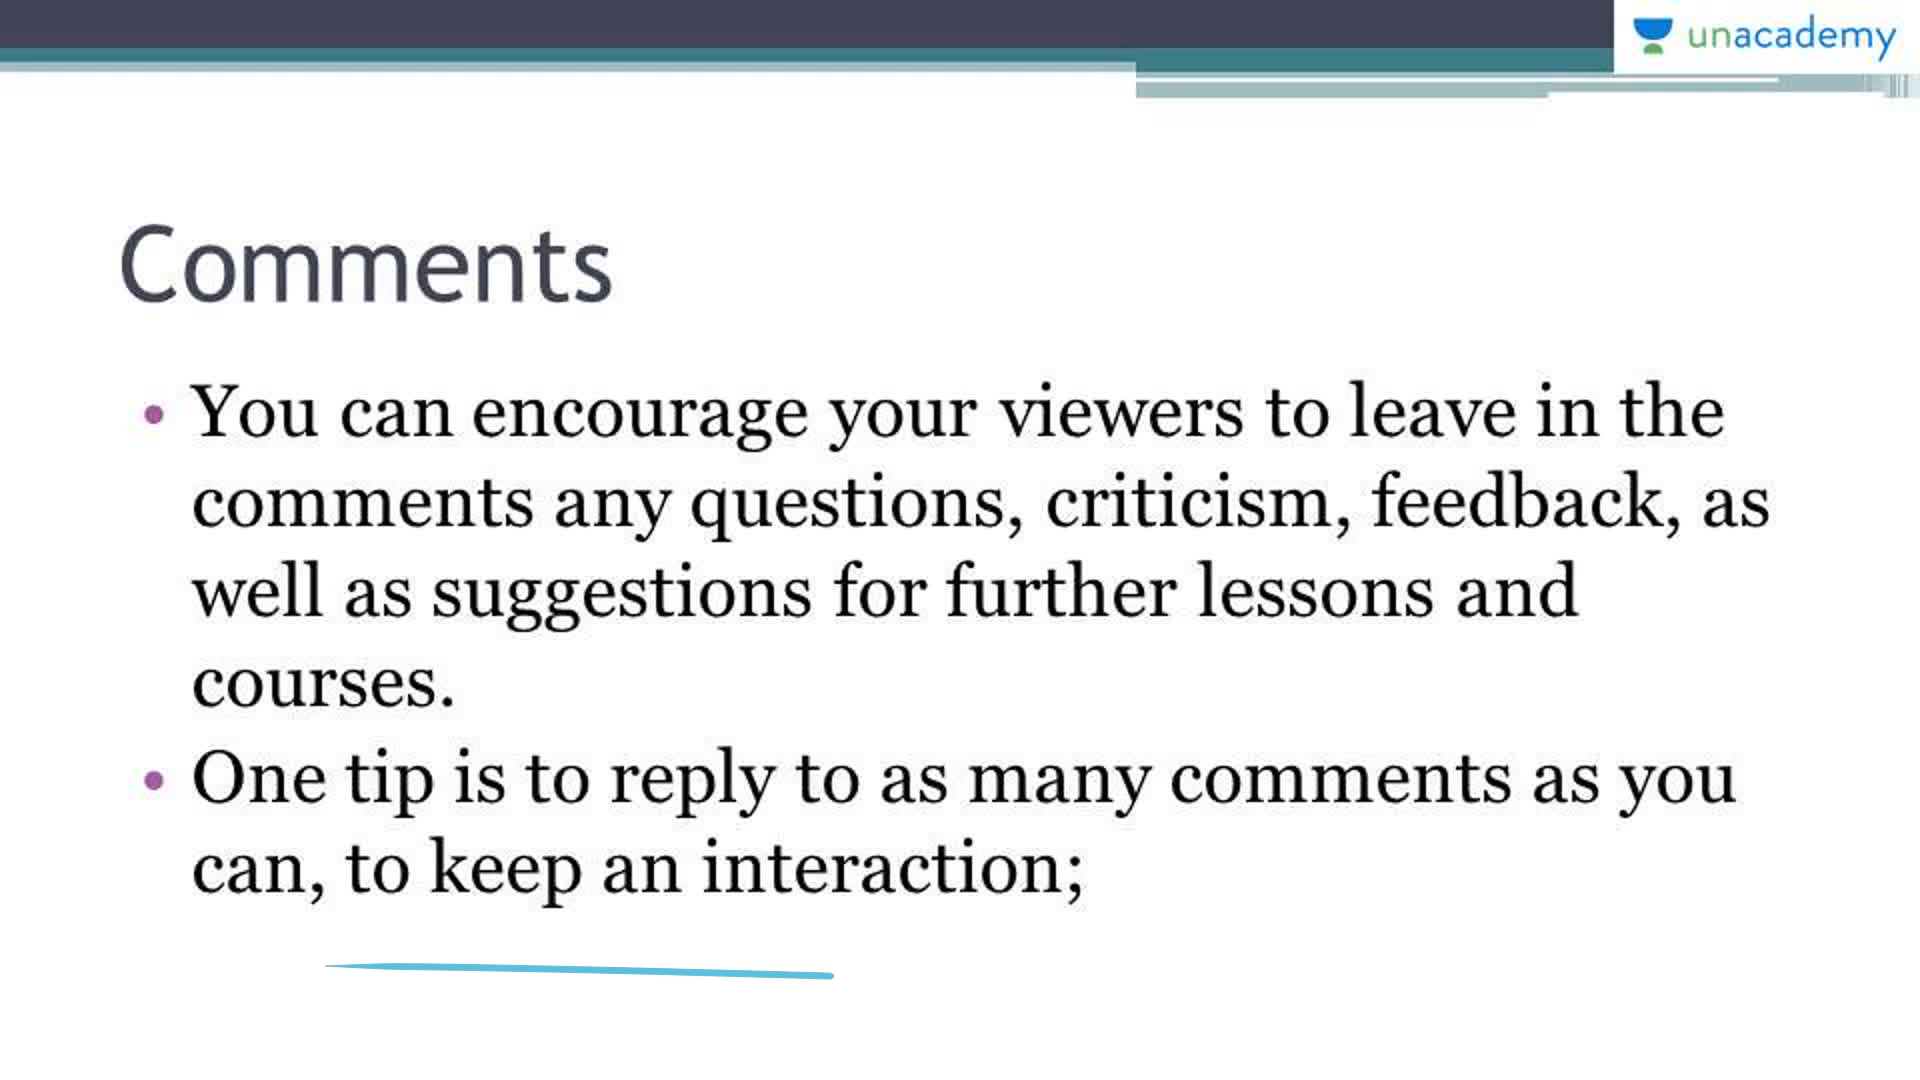 unacademy
Comments
• You can encourage your viewers to leave in the
comments any questions, criticism, feedback, as
well as suggestions for further lessons and
courses.
• One tip is to reply to as many comments as you
can, to keep an interaction;